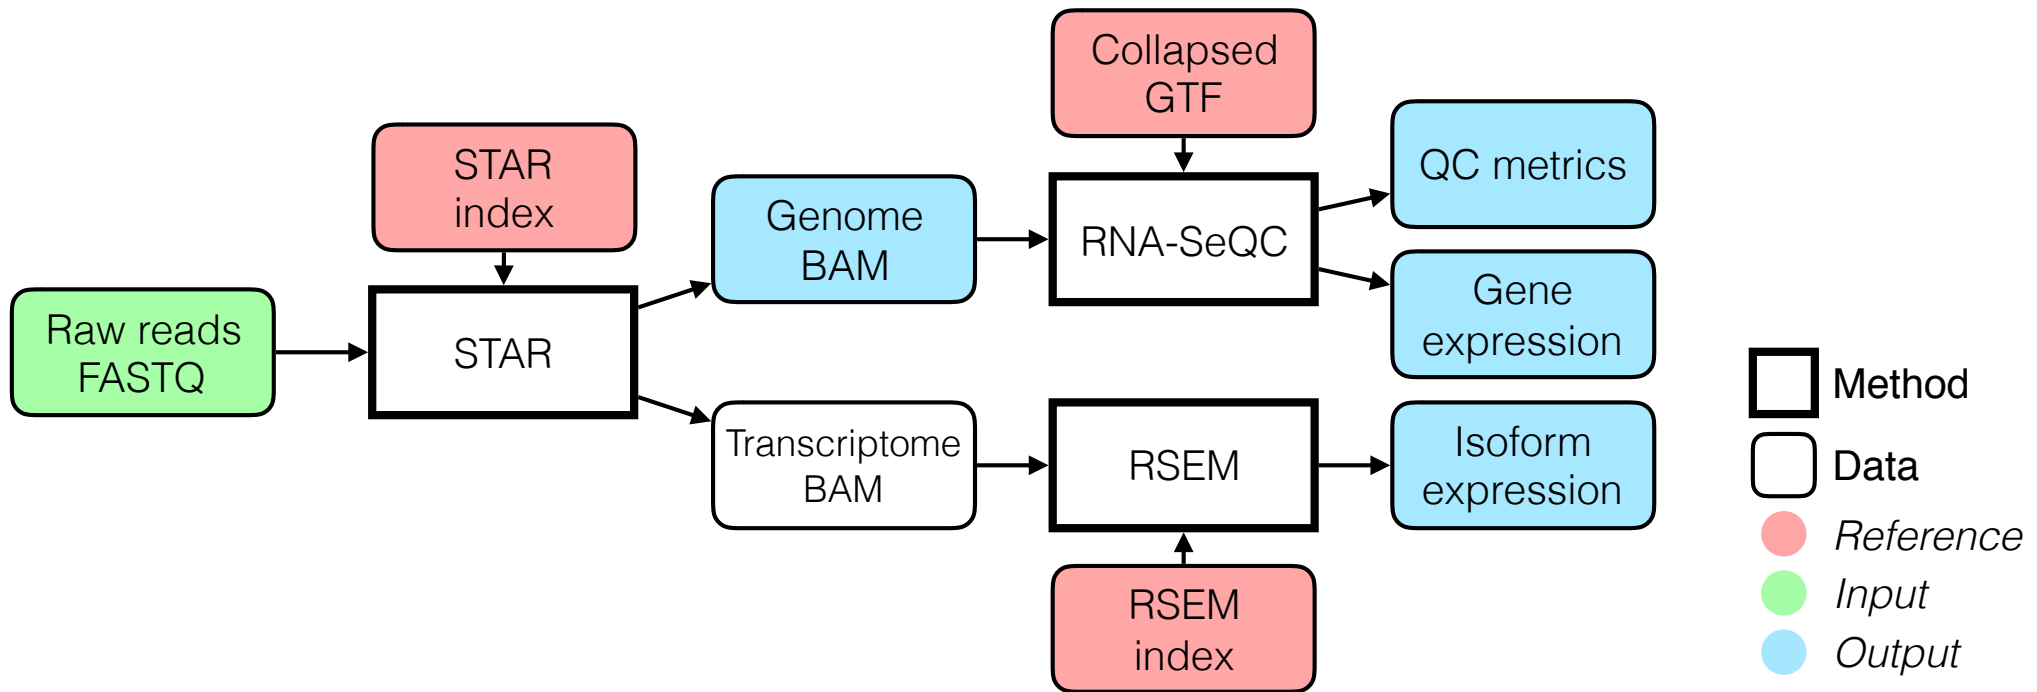 Collapsed
GTF
STAR
index
QC metrics
Genome
BAM
RNA-SeQC
Gene
expression
Raw reads
FASTQ
STAR
Transcriptome
BAM
RSEM
Isoform
expression
RSEM
index
Method
Data
Reference
Input
Output